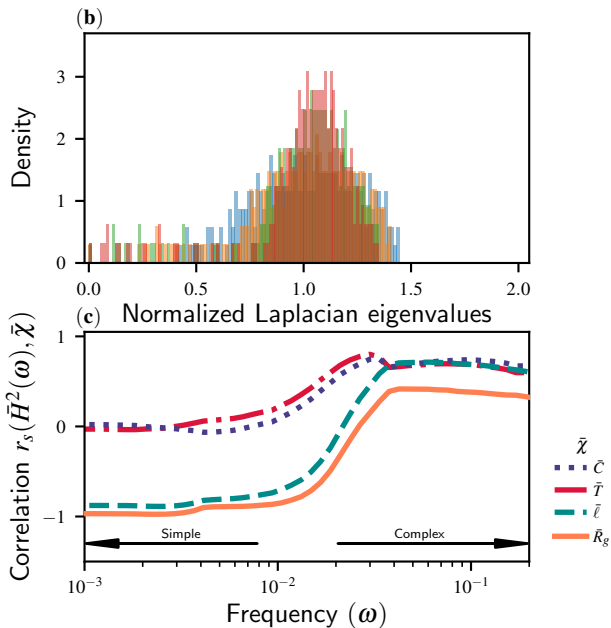 (b)
Density
3
2
1
0
0.0 0.5 1.0 1.5 2.0
Normalized Laplacian eigenvalues
(c)
Correlation r_s(H̄²(ω), χ̄)
1
0
−1
Simple
Complex
10⁻³ 10⁻² 10⁻¹
Frequency (ω)
χ̄
C̄
T̄
ℓ̄
R̄_g